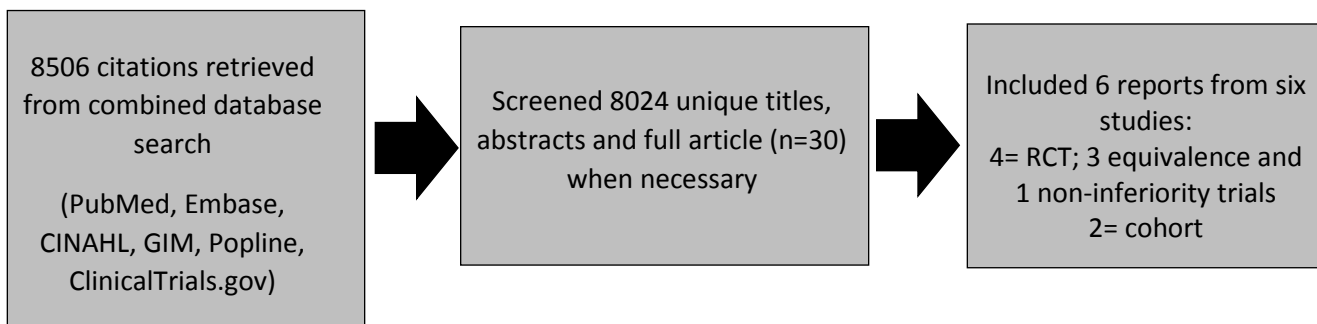 8506 citations retrieved
from combined database
search
(PubMed, Embase,
CINAHL, GIM, Popline,
ClinicalTrials.gov)
Screened 8024 unique titles,
abstracts and full article (n=30)
when necessary
Included 6 reports from six
studies:
4= RCT; 3 equivalence and
1 non-inferiority trials
2= cohort